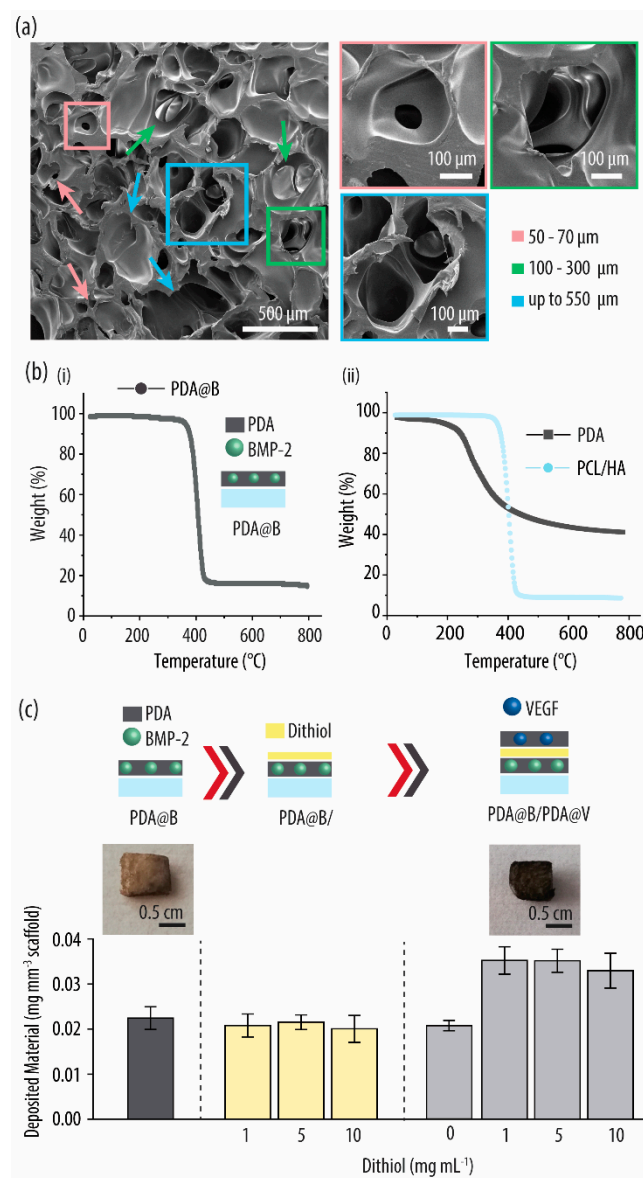 (a)
500 µm
100 µm
100 µm
100 µm
50 - 70 µm
100 - 300 µm
up to 550 µm
(b) (i)
PDA@B
PDA
BMP-2
PDA@B
100
80
60
40
20
0
Weight (%)
0 200 400 600 800
Temperature (°C)
(ii)
PDA
PCL/HA
100
80
60
40
20
0
Weight (%)
0 200 400 600 800
Temperature (°C)
(c)
PDA
BMP-2
PDA@B
Dithiol
PDA@B/
VEGF
PDA@B/PDA@V
0.5 cm
0.5 cm
0.04
0.03
0.02
0.01
0.00
Deposited Material (mg mm⁻³ scaffold)
1 5 10 0 1 5 10
Dithiol (mg mL⁻¹)